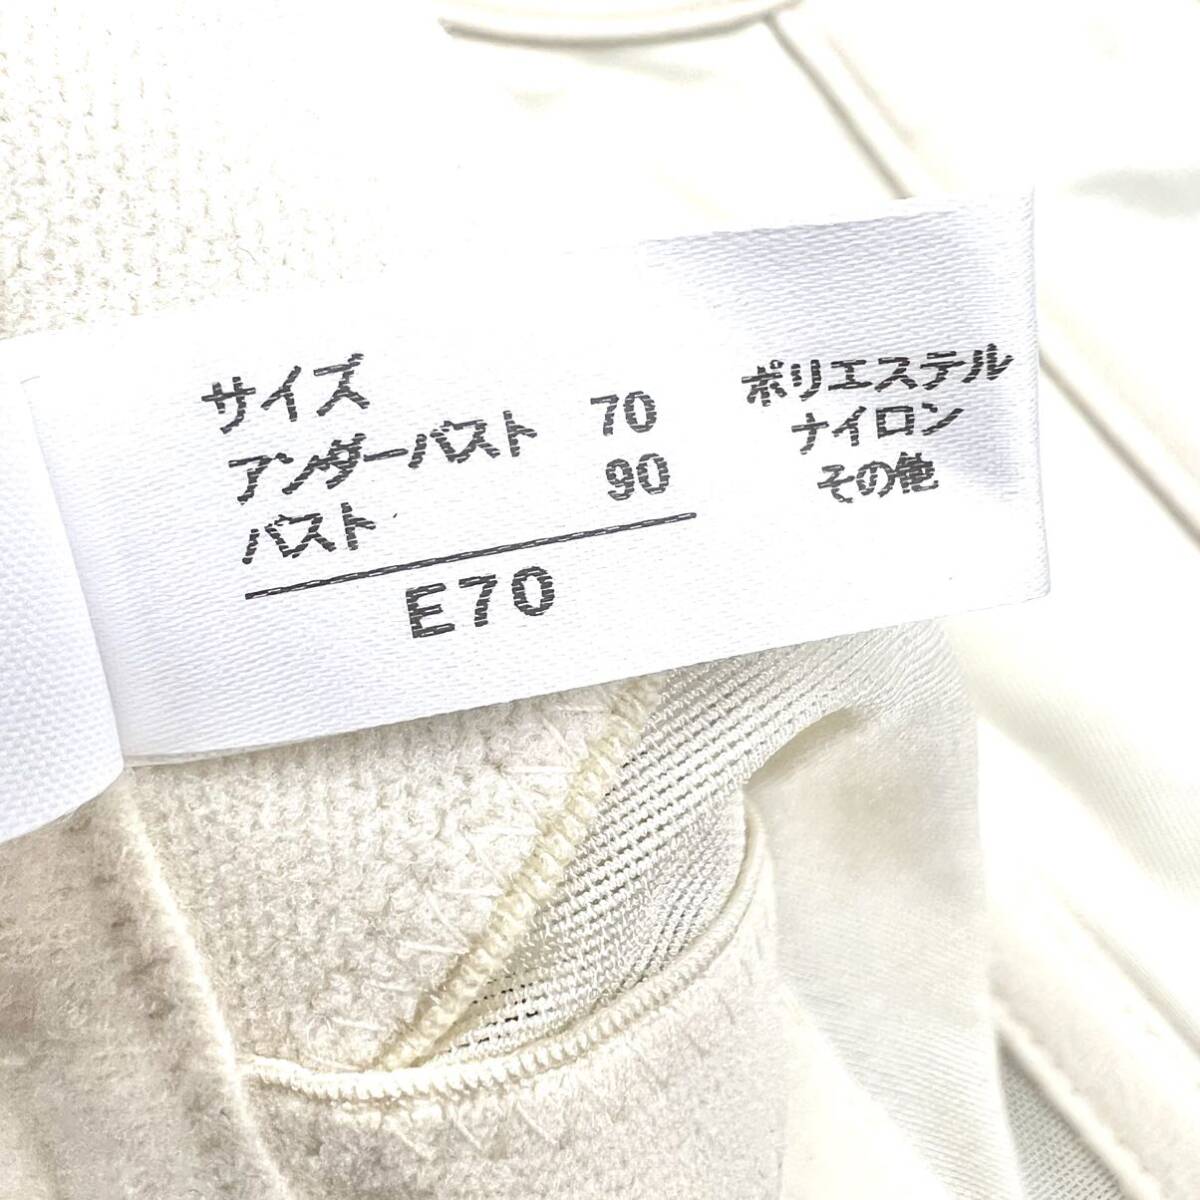 サイズ
アンダーバスト 70
バスト 90
E70
ポリエステル
ナイロン
その他